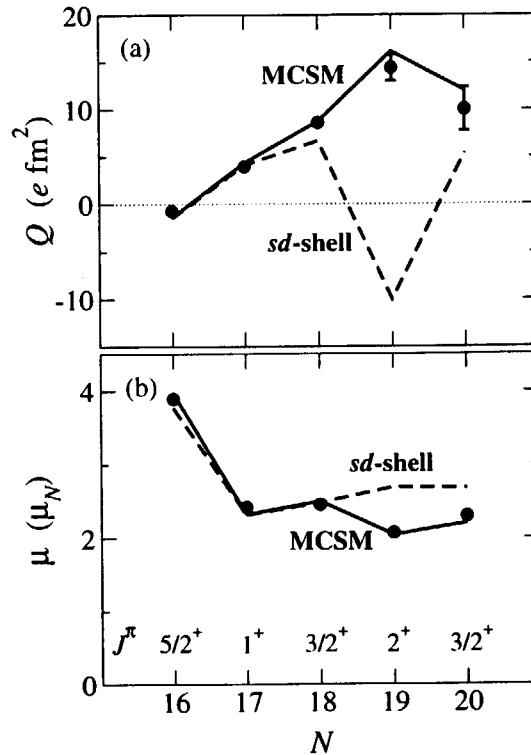 (a)
20
MCSM
10
0
sd-shell
-10
Q (e fm²)
(b)
4
sd-shell
MCSM
2
μ (μN)
Jπ 5/2+ 1+ 3/2+ 2+ 3/2+
0
16 17 18 19 20
N